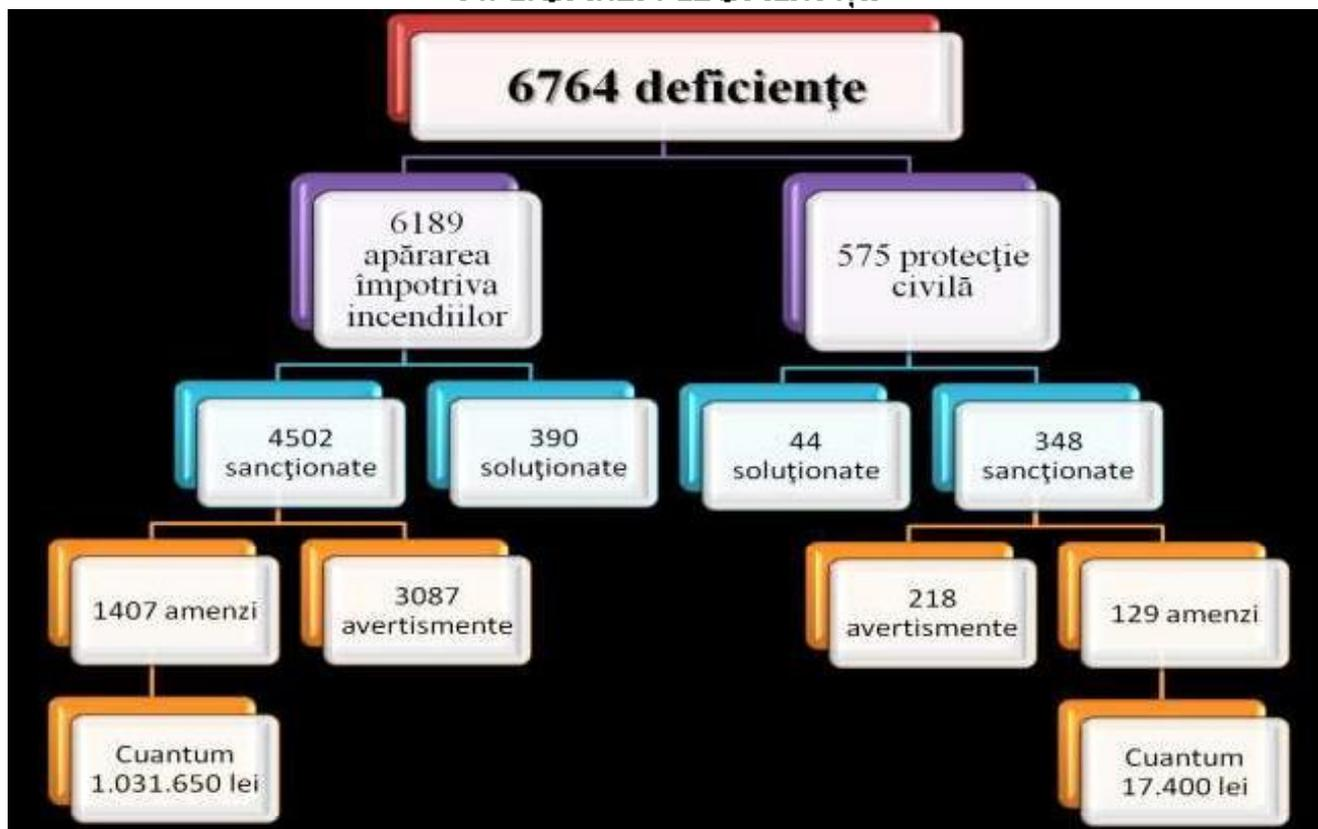 6764 deficienţe
6189
apărarea
împotriva
incendiilor
575 protecţie
civilă
4502
sancţionate
390
soluţionate
44
soluţionate
348
sancţionate
1407 amenzi
3087
avertismente
218
avertismente
129 amenzi
Cuantum
1.031.650 lei
Cuantum
17.400 lei